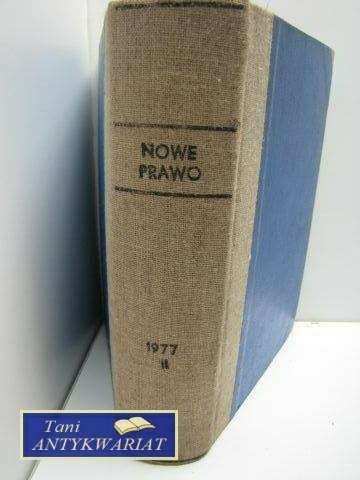 NOWE
PRAWO
1977
II
Tani
ANTYKWARIAT